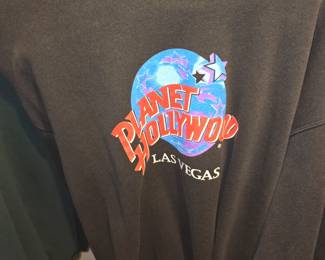 PLANET
HOLLYWOOD
®
LAS VEGAS